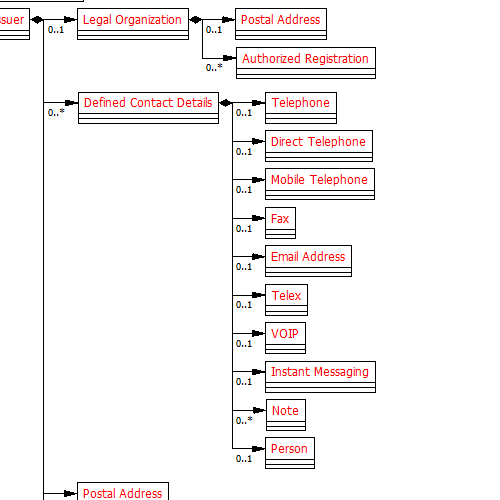 ssuer
Legal Organization
Postal Address
0..1
0..1
Authorized Registration
0..*
Defined Contact Details
Telephone
0..*
0..1
Direct Telephone
0..1
Mobile Telephone
0..1
Fax
0..1
Email Address
0..1
Telex
0..1
VOIP
0..1
Instant Messaging
0..1
Note
0..*
Person
0..1
Postal Address